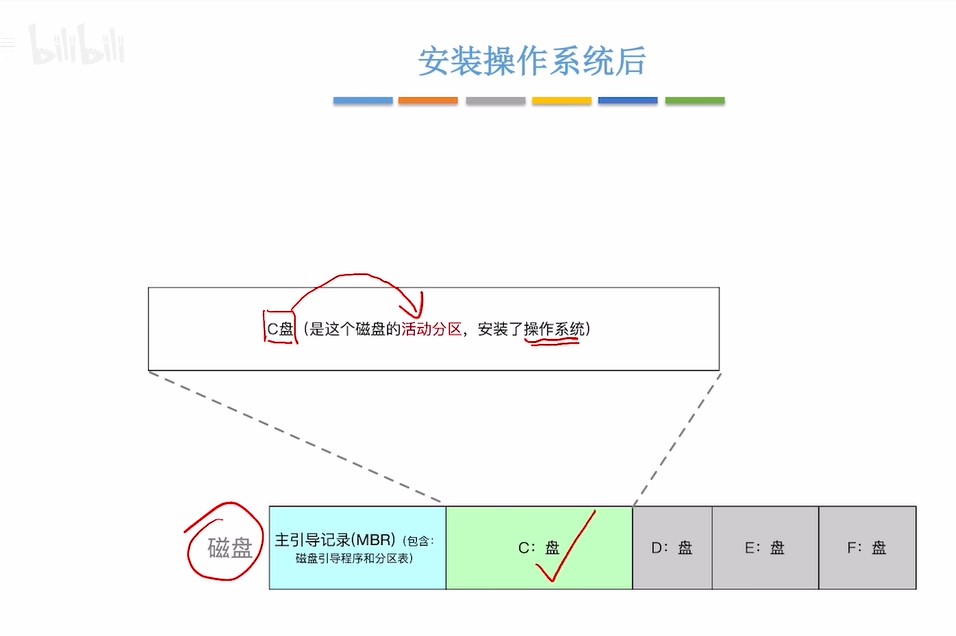 bilibili
安装操作系统后
C盘（是这个磁盘的活动分区，安装了操作系统）
磁盘
主引导记录(MBR)（包含：
磁盘引导程序和分区表）
C：盘
D：盘
E：盘
F：盘